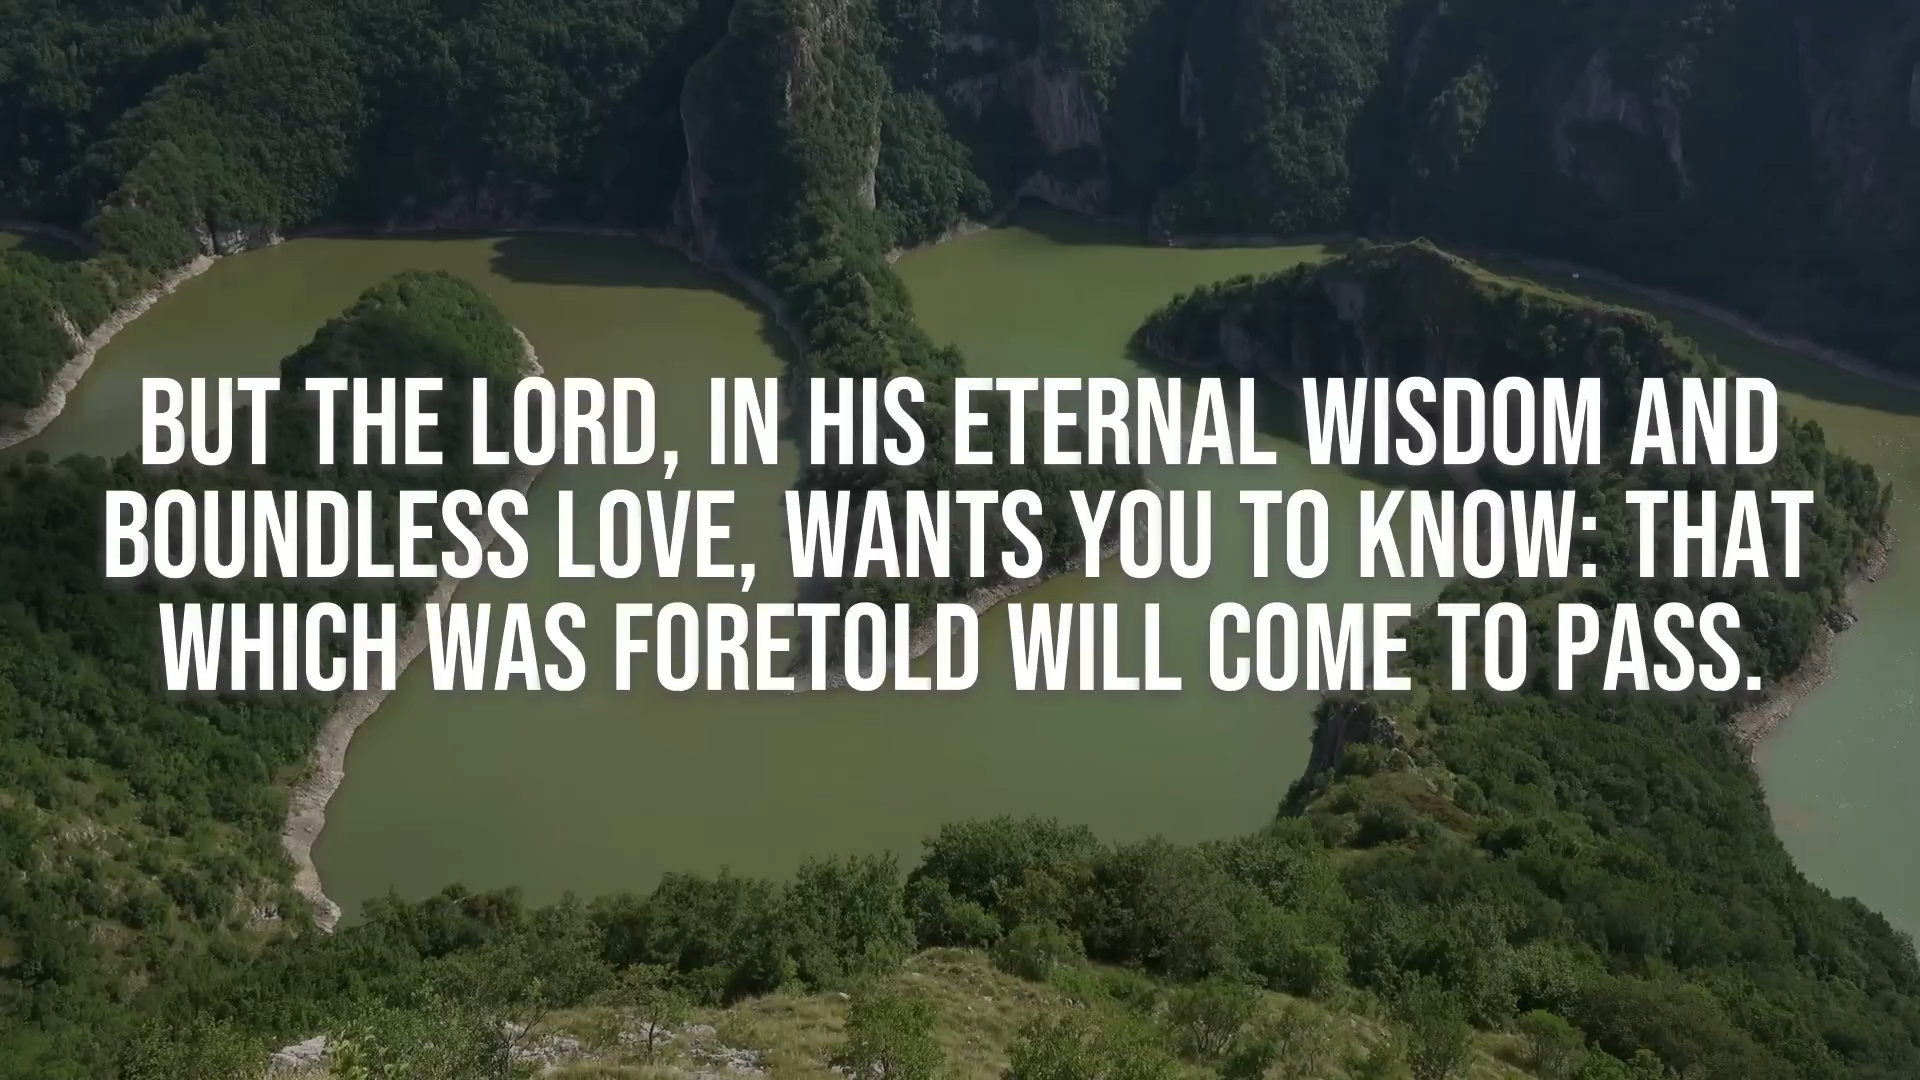 BUT THE LORD, IN HIS ETERNAL WISDOM AND
BOUNDLESS LOVE, WANTS YOU TO KNOW: THAT
WHICH WAS FORETOLD WILL COME TO PASS.